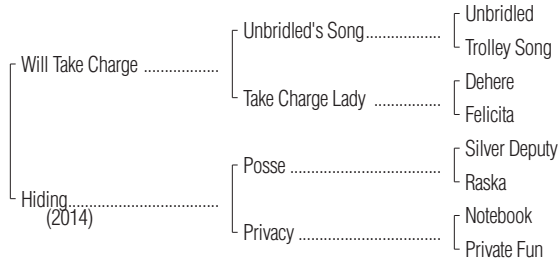 Unbridled
Unbridled's Song..................
Trolley Song
Will Take Charge ..................
Dehere
Take Charge Lady ................
Felicita
Silver Deputy
Posse ....................................
Raska
Hiding....................................
(2014)
Notebook
Privacy ..................................
Private Fun